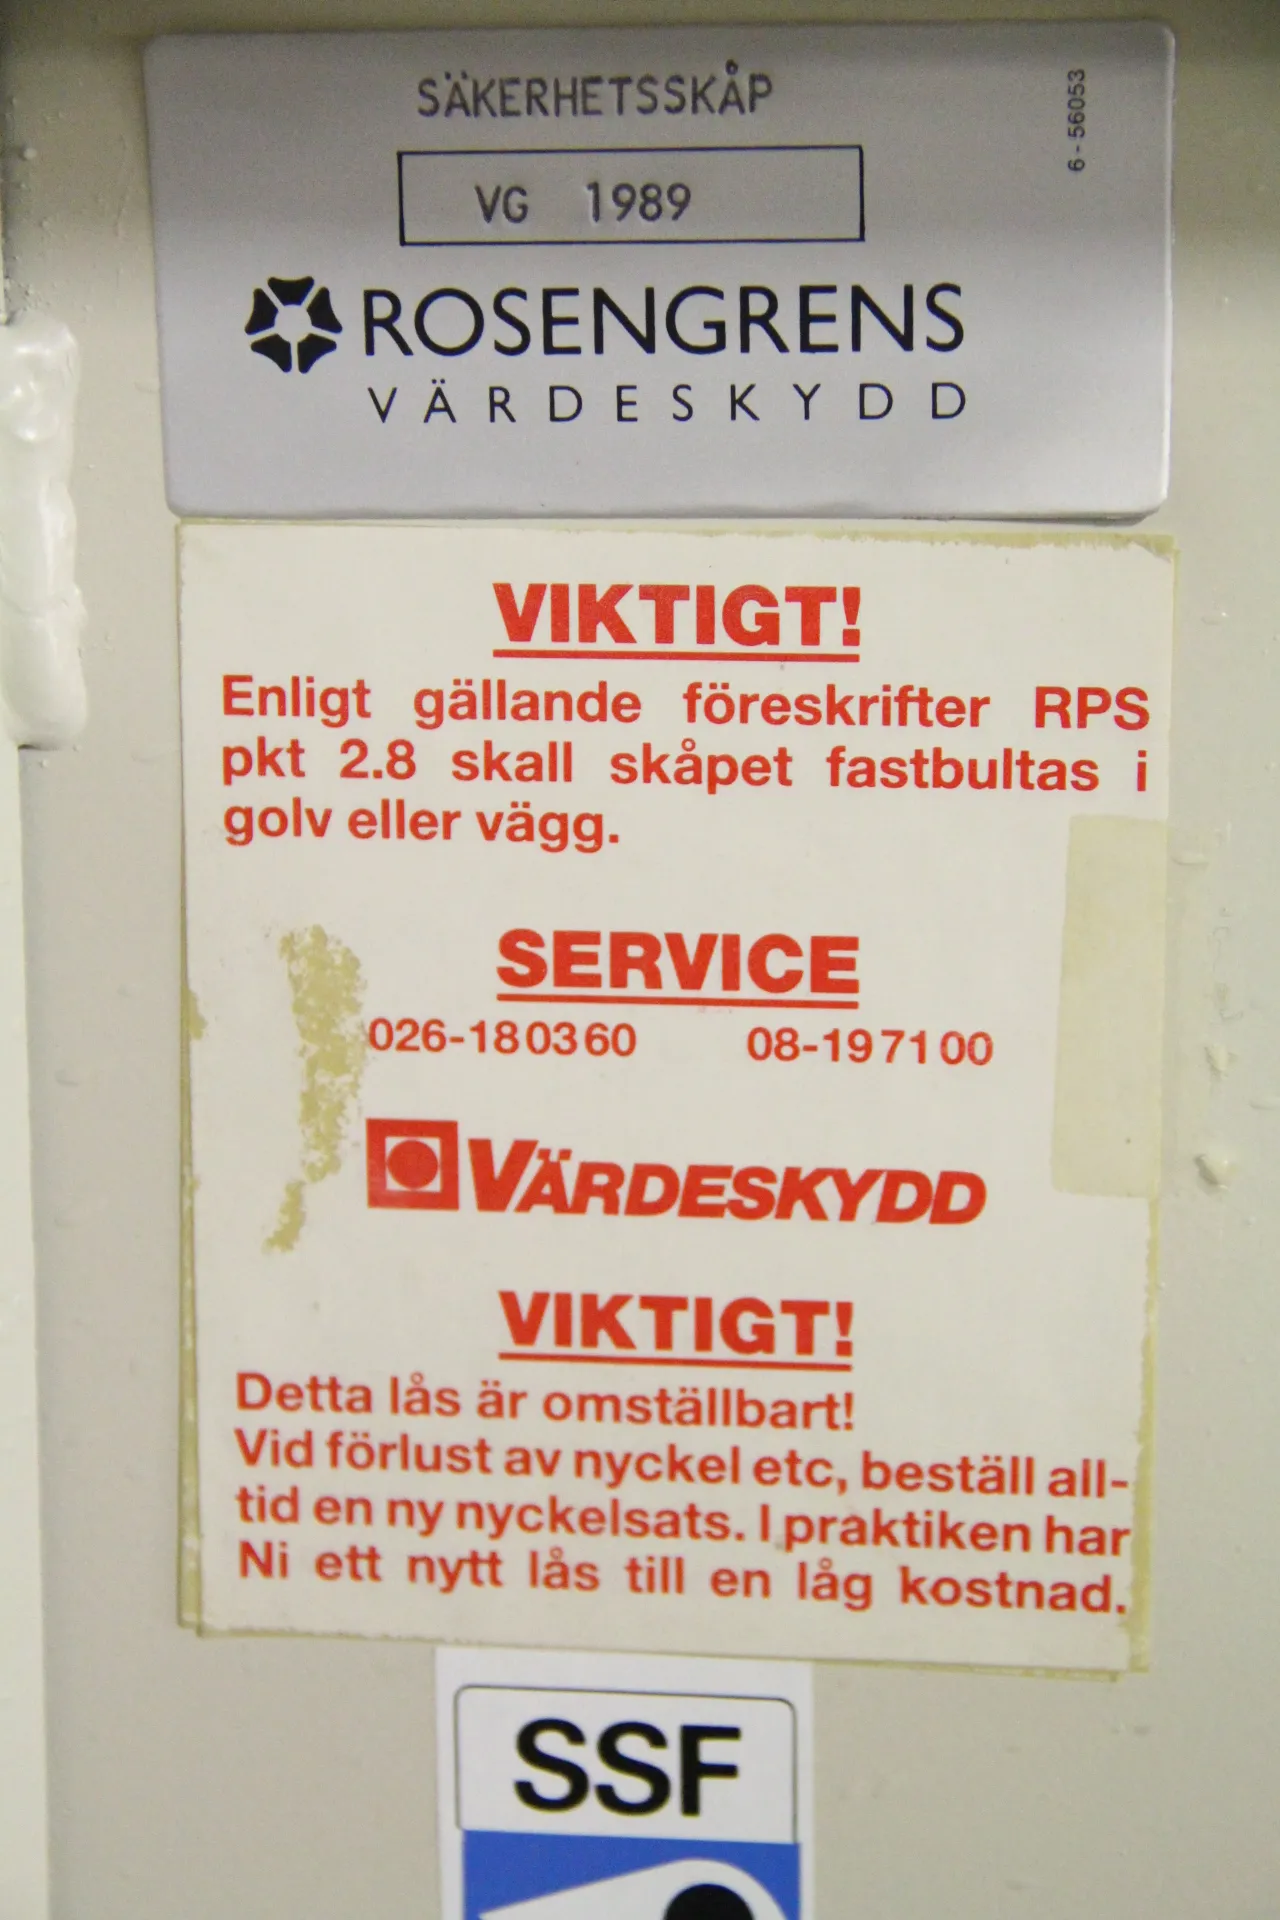 SÄKERHETSSKÅP
6-56053
VG 1989
ROSENGRENS
VÄRDESKYDD
VIKTIGT!
Enligt gällande föreskrifter RPS
pkt 2.8 skall skåpet fastbultas i
golv eller vägg.
SERVICE
026-180360 08-197100
VÄRDESKYDD
VIKTIGT!
Detta lås är omställbart!
Vid förlust av nyckel etc, beställ all-
tid en ny nyckelsats. I praktiken har
Ni ett nytt lås till en låg kostnad.
SSF